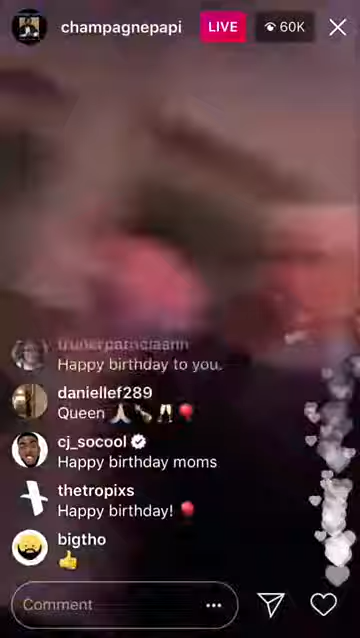 champagnepapi LIVE 60K
Happy birthday to you.
daniellef289
Queen 🙏🏽🍾🥂🎈
cj_socool
Happy birthday moms
thetropixs
Happy birthday! 🎈
bigtho
👍
Comment